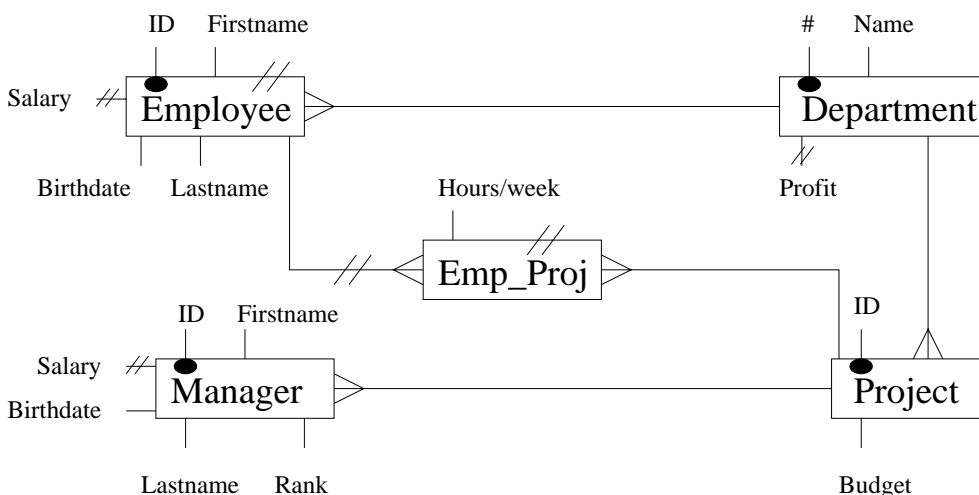 ID Firstname # Name
Salary Employee Department
Birthdate Lastname Profit
Hours/week
Emp_Proj
ID Firstname ID
Salary
Manager Project
Birthdate
Lastname Rank Budget